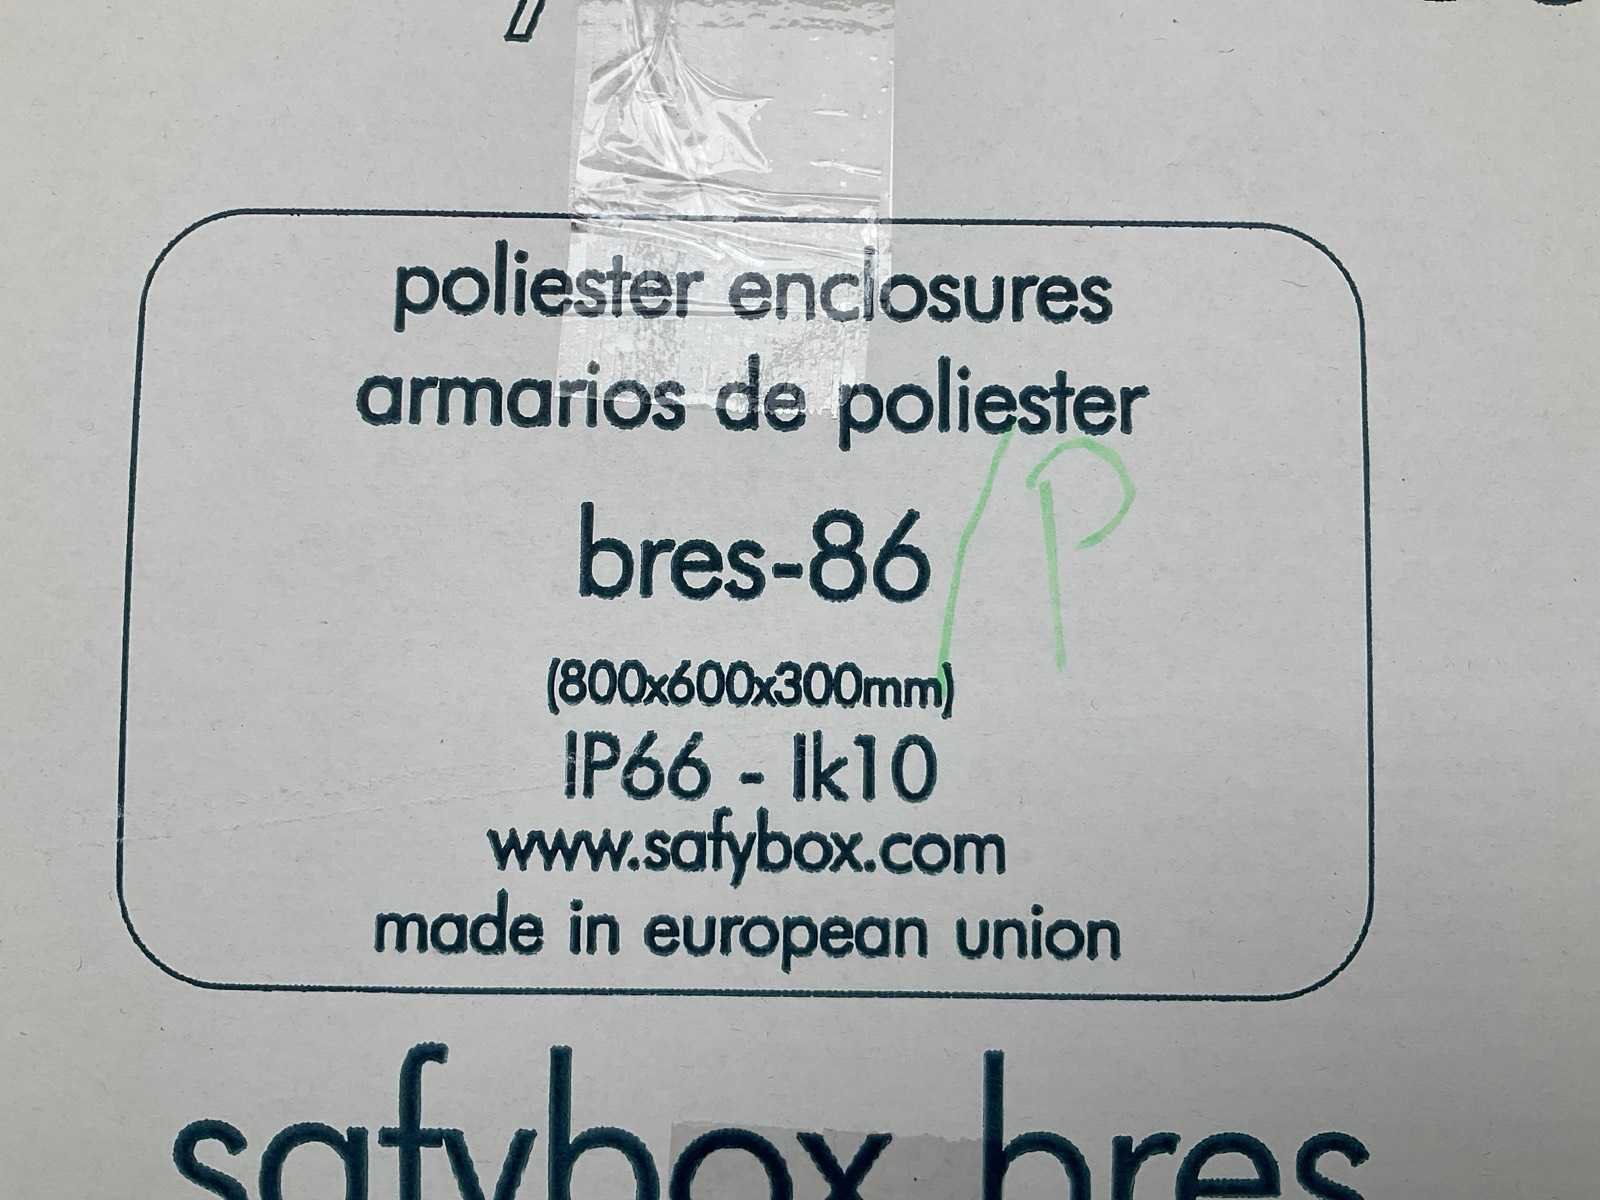 poliester enclosures
armarios de poliester
bres-86 /P
(800x600x300mm)
IP66 - Ik10
www.safybox.com
made in european union
safybox bres